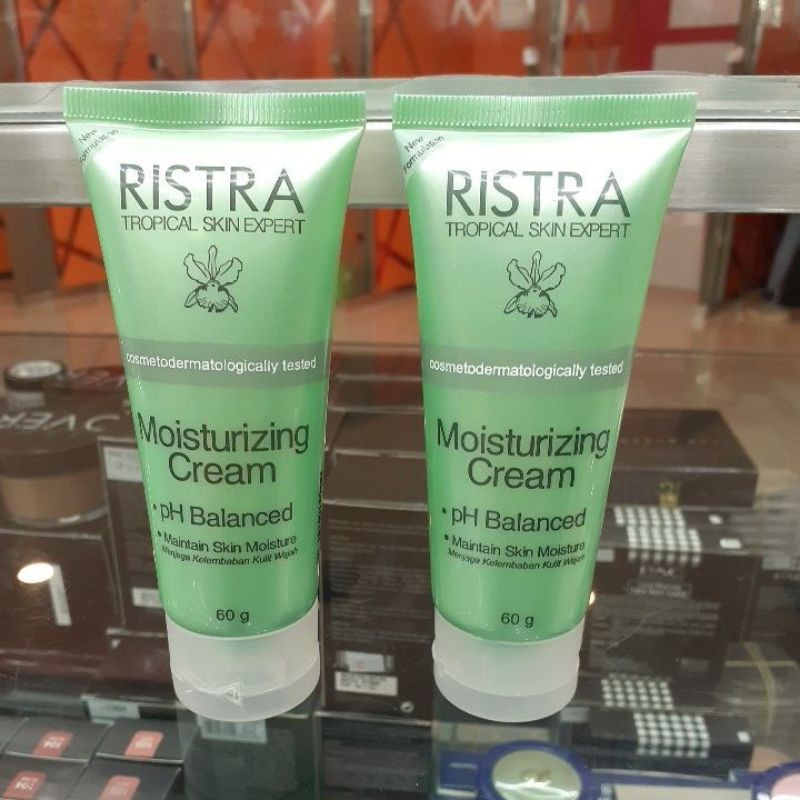 New
Formulation
RISTRA
TROPICAL SKIN EXPERT
cosmetodermatologically tested
Moisturizing
Cream
• pH Balanced
• Maintain Skin Moisture
Menjaga Kelembaban Kulit Wajah
60 g
New
Formulation
RISTRA
TROPICAL SKIN EXPERT
cosmetodermatologically tested
Moisturizing
Cream
• pH Balanced
• Maintain Skin Moisture
Menjaga Kelembaban Kulit Wajah
60 g